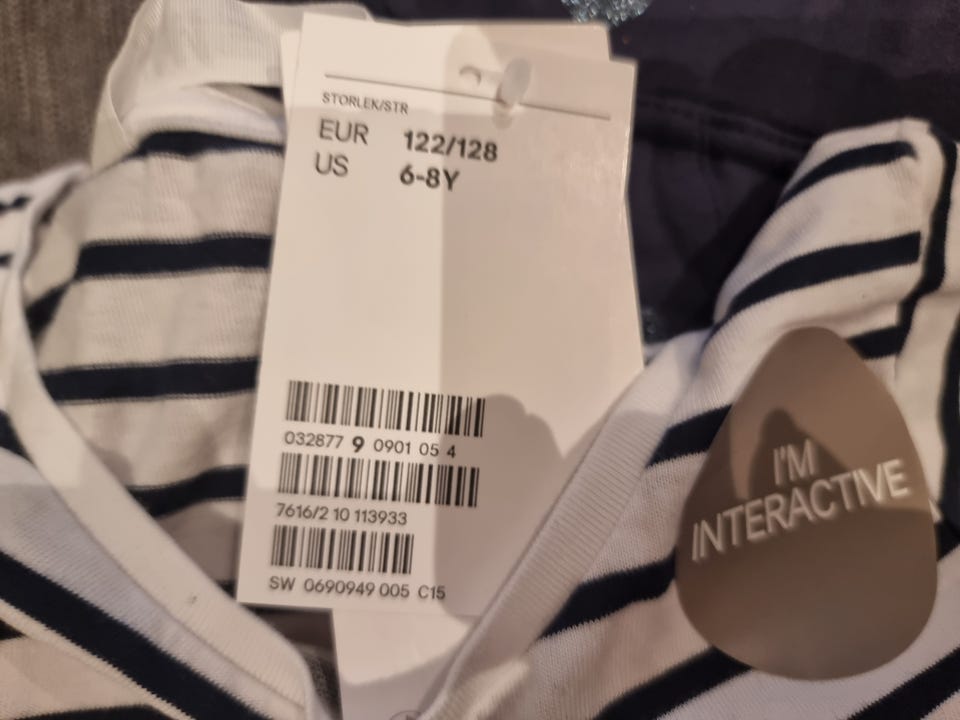 STORLEK/STR
EUR 122/128
US 6-8Y
032877 9 0901 05 4
7616/2 10 113933
SW 0690949 005 C15
I'M
INTERACTIVE